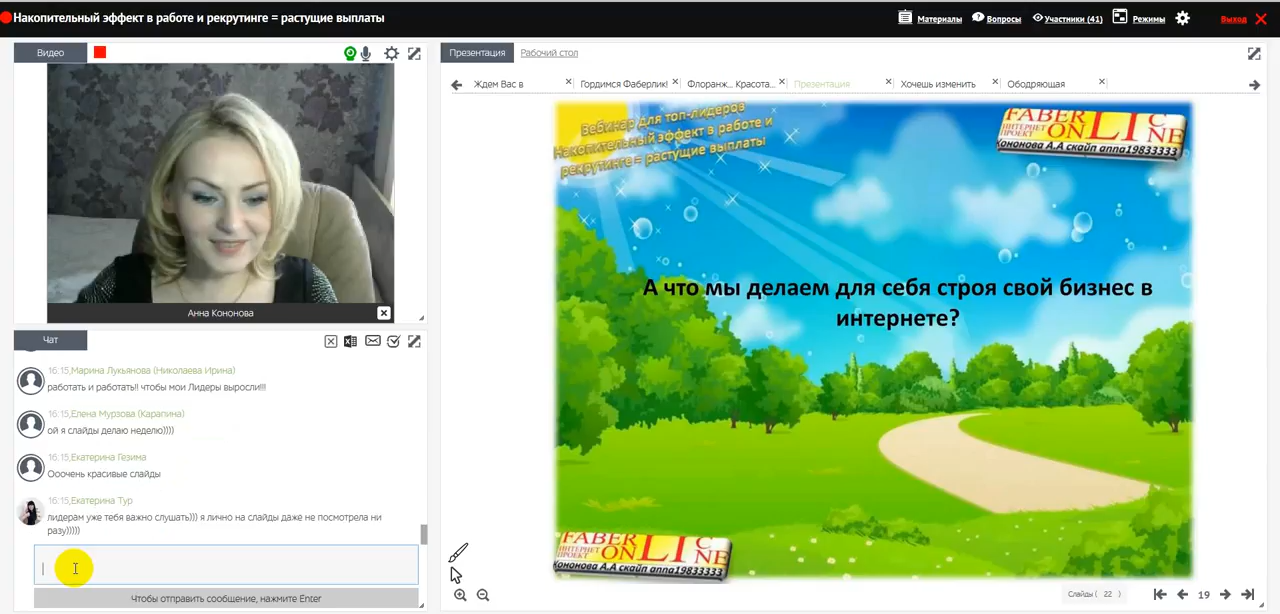 Накопительный эффект в работе и рекрутинге = растущие выплаты
Материалы
Вопросы
Участники (41)
Режимы
Выход
Видео
Анна Кононова
Чат
16:15, Марина Лукьянова (Николаева Ирина)
работать и работать!! чтобы мои Лидеры выросли!!!
16:15, Елена Мурзова (Карапина)
ой я слайды делаю неделю))))
16:15, Екатерина Гезима
Ооочень красивые слайды
16:15, Екатерина Тур
лидерам уже тебя важно слушать))) я лично на слайды даже не посмотрела ни
разу)))))
Чтобы отправить сообщение, нажмите Enter
Презентация
Рабочий стол
Ждем Вас в
Гордимся Фаберлик!
Флоранж... Красота...
Презентация
Хочешь изменить
Ободряющая
Вебинар для топ-лидеров
Накопительный эффект в работе и
рекрутинге= растущие выплаты
FABERLIC
ИНТЕРНЕТ ПРОЕКТ
ONLINE
Кононова А.А скайп anna19833333
А что мы делаем для себя строя свой бизнес в
интернете?
FABERLIC
ИНТЕРНЕТ ПРОЕКТ
ONLINE
Кононова А.А скайп anna19833333
Слайды ( 22 )
19